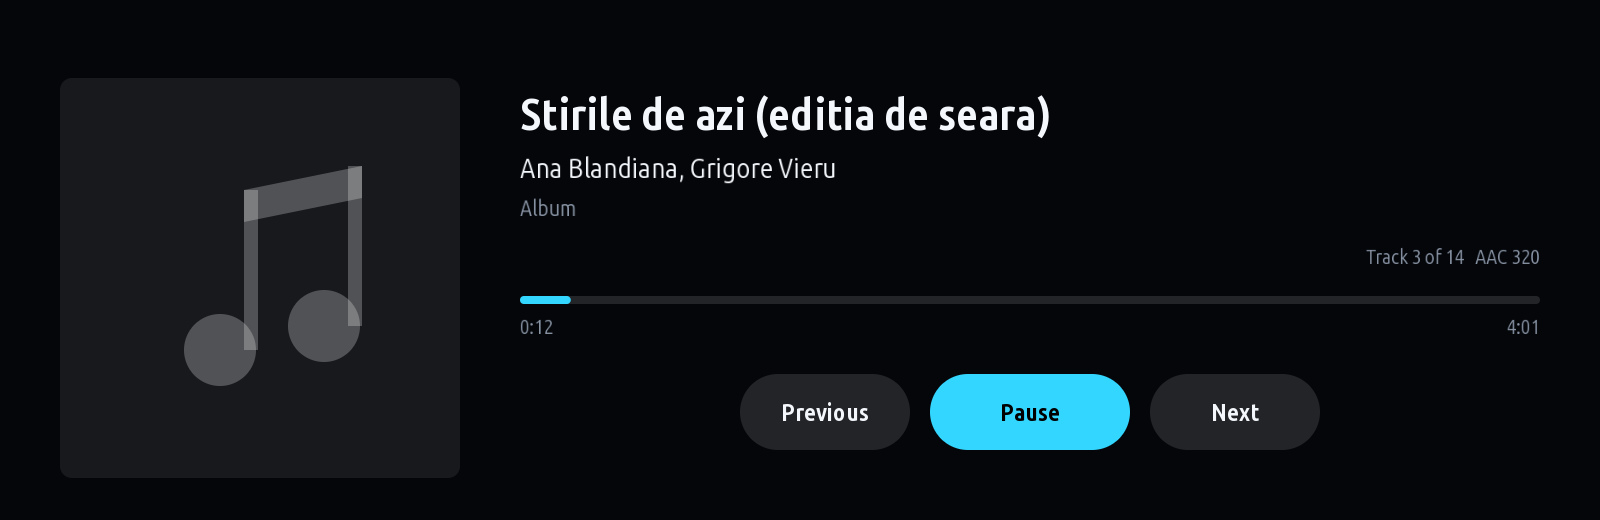 Stirile de azi (editia de seara)
Ana Blandiana, Grigore Vieru
Album
Track 3 of 14 AAC 320
0:12 4:01
Previous Pause Next